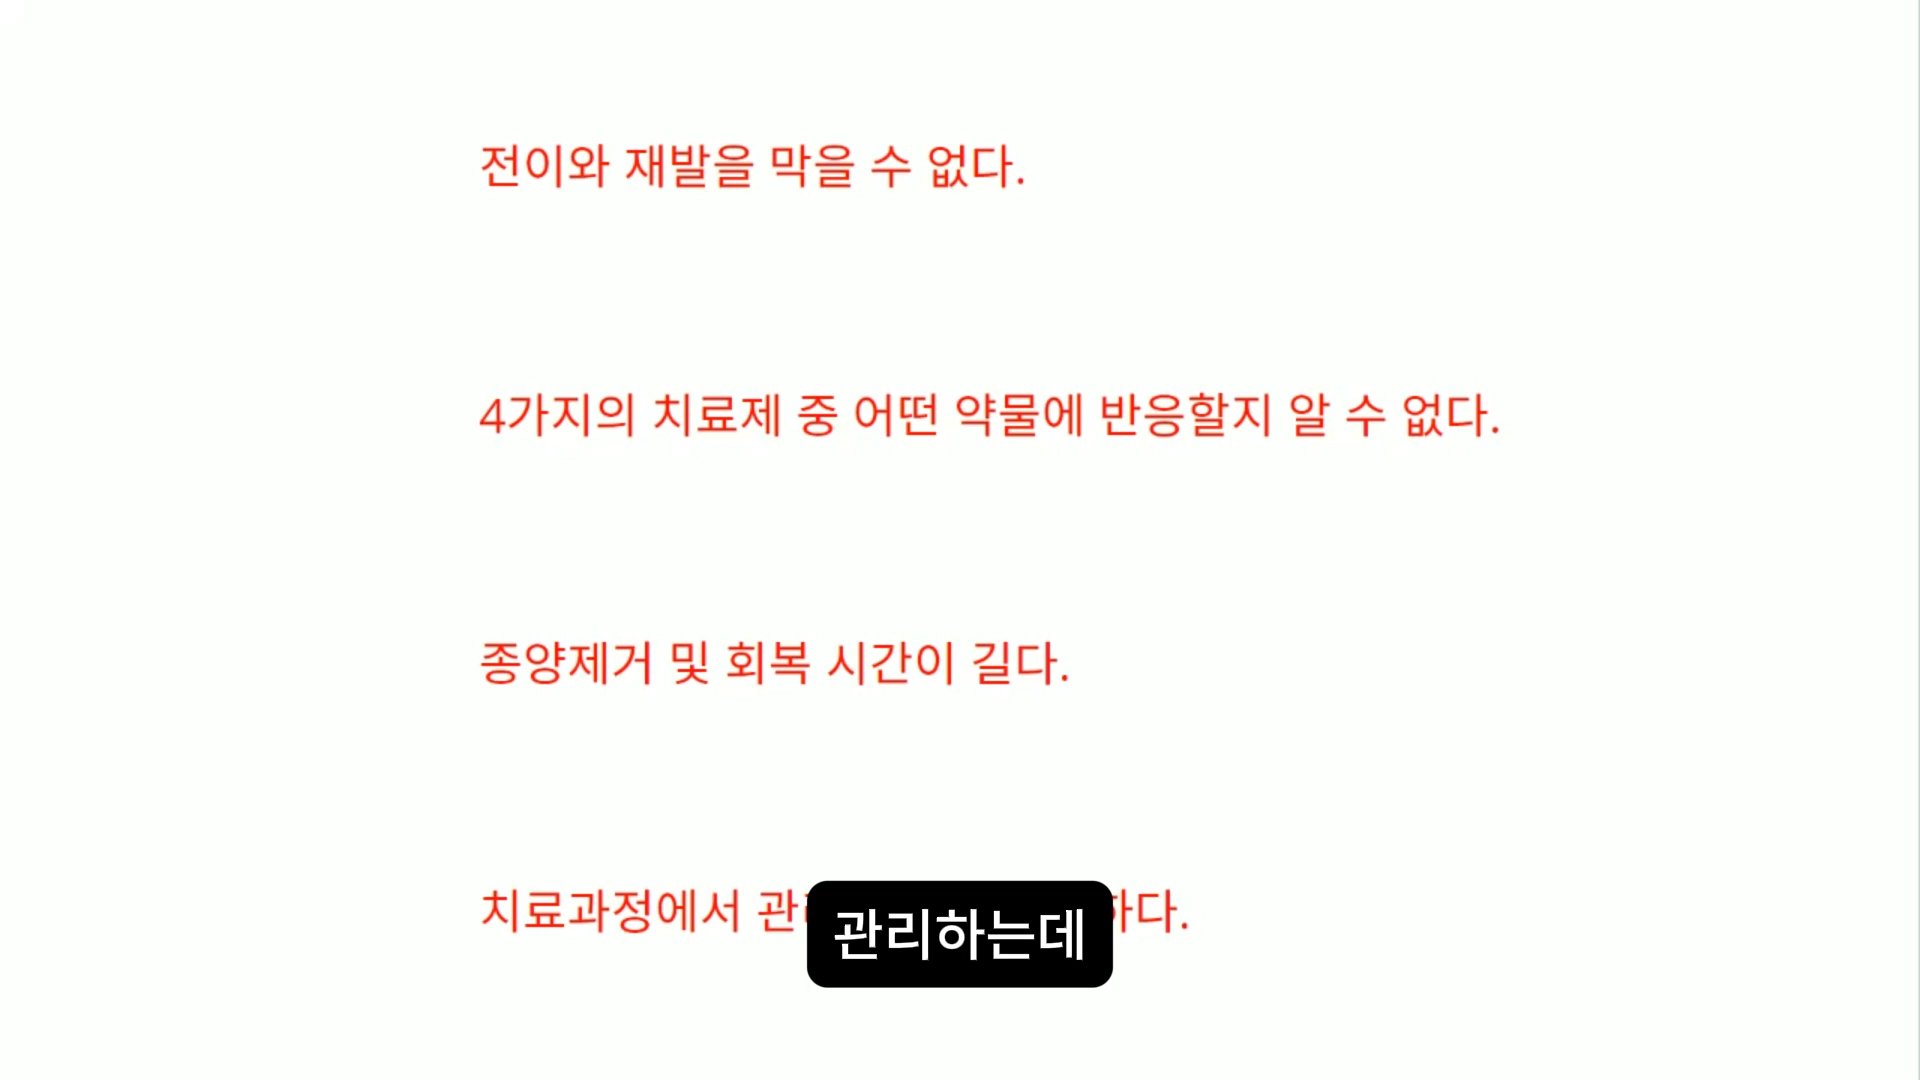 전이와 재발을 막을 수 없다.
4가지의 치료제 중 어떤 약물에 반응할지 알 수 없다.
종양제거 및 회복 시간이 길다.
치료과정에서
관리하는데